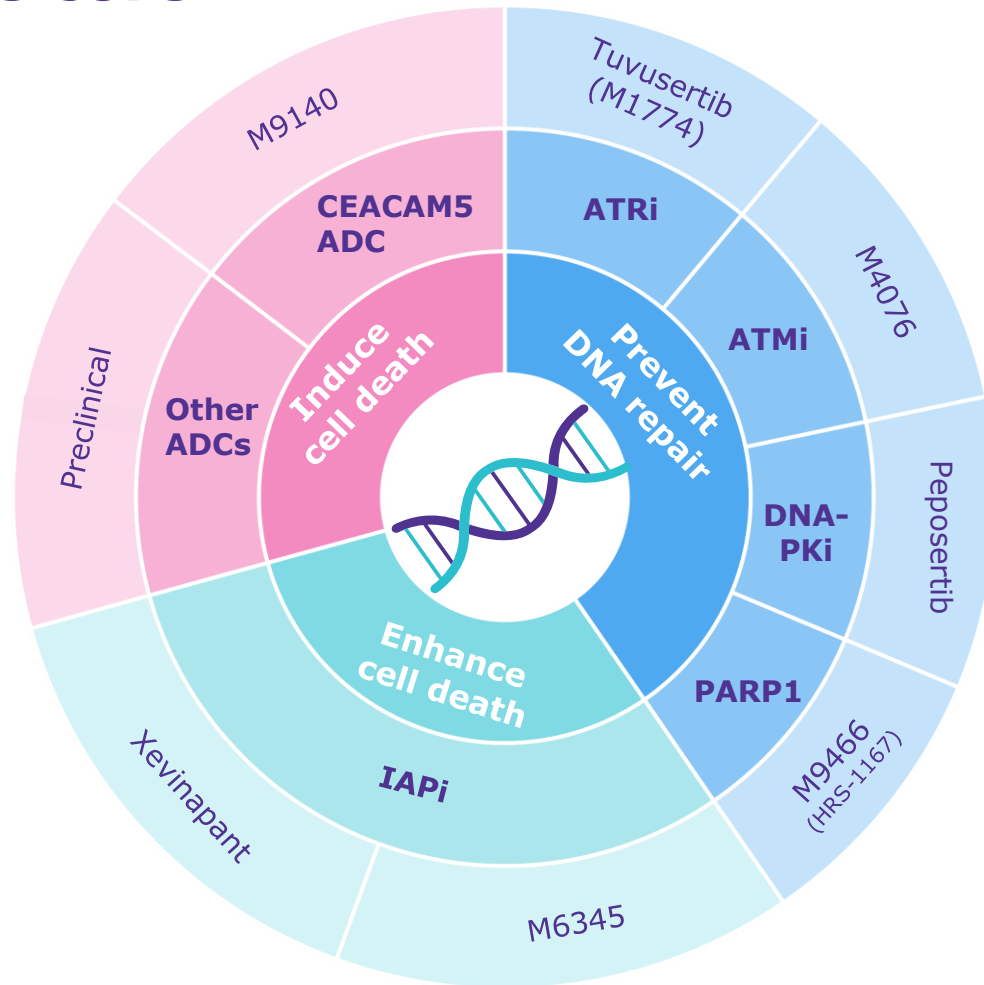 M9140
Tuvusertib
(M1774)
CEACAM5
ADC
ATRi
M4076
ATMi
Induce
cell death
Prevent
DNA repair
Preclinical
Other
ADCs
Peposertib
DNA-
PKi
Enhance
cell death
PARP1
M9466
(HRS-1167)
IAPi
Xevinapant
M6345